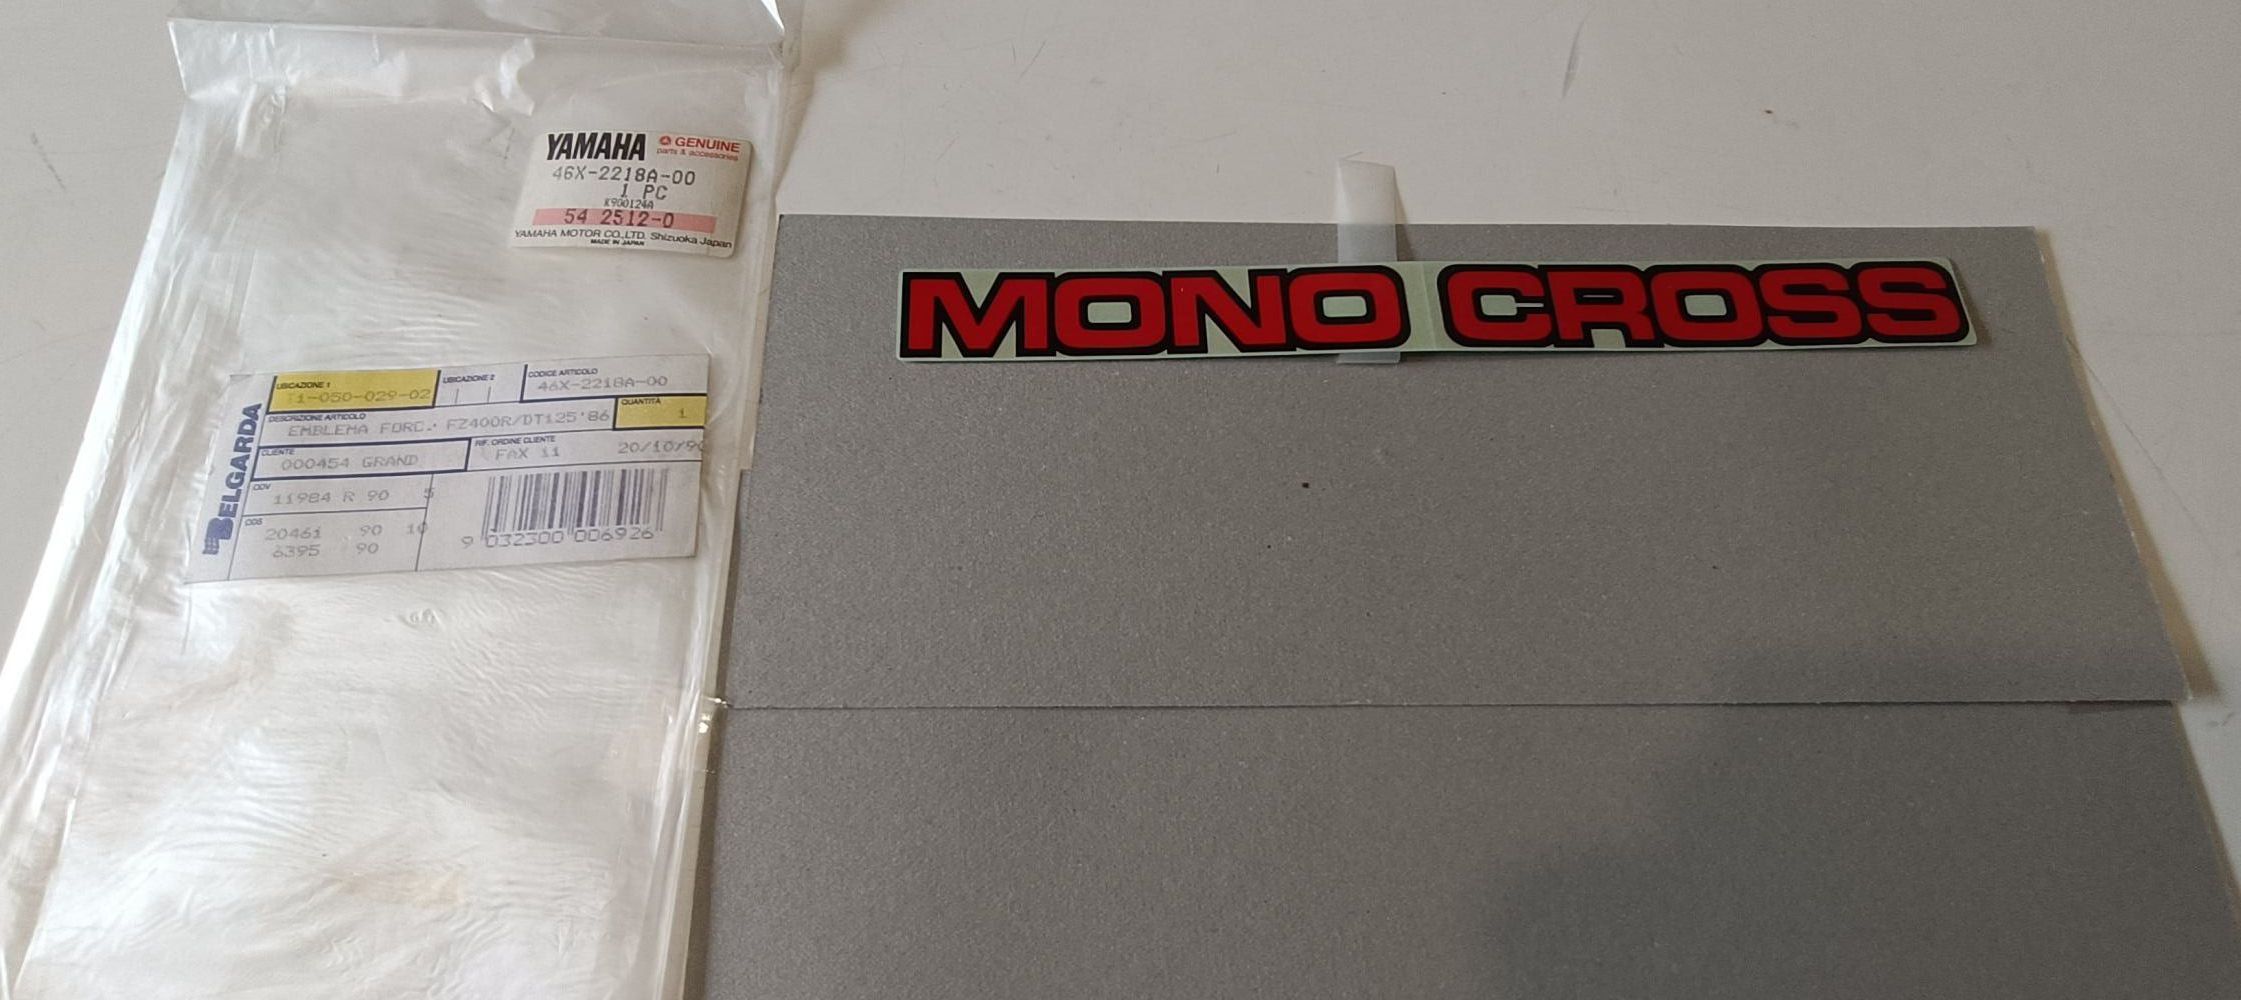 YAMAHA GENUINE
parts & accessories
46X-2218A-00
1 PC
K900124A
54 2512-0
YAMAHA MOTOR CO.,LTD. Shizuoka Japan
MADE IN JAPAN
MONO CROSS
BELGARDA
UBICAZIONE 1
11-050-029-02
UBICAZIONE 2
CODICE ARTICOLO
46X-2218A-00
DESCRIZIONE ARTICOLO
EMBLEMA FORC. FZ400R/DT125'86
QUANTITÀ
1
CLIENTE
000454 GRAND
RIF. ORDINE CLIENTE
FAX 11 20/10/90
ODV
11984 R 90 5
ODS
20461 90 10
6395 90
9 032300 006926